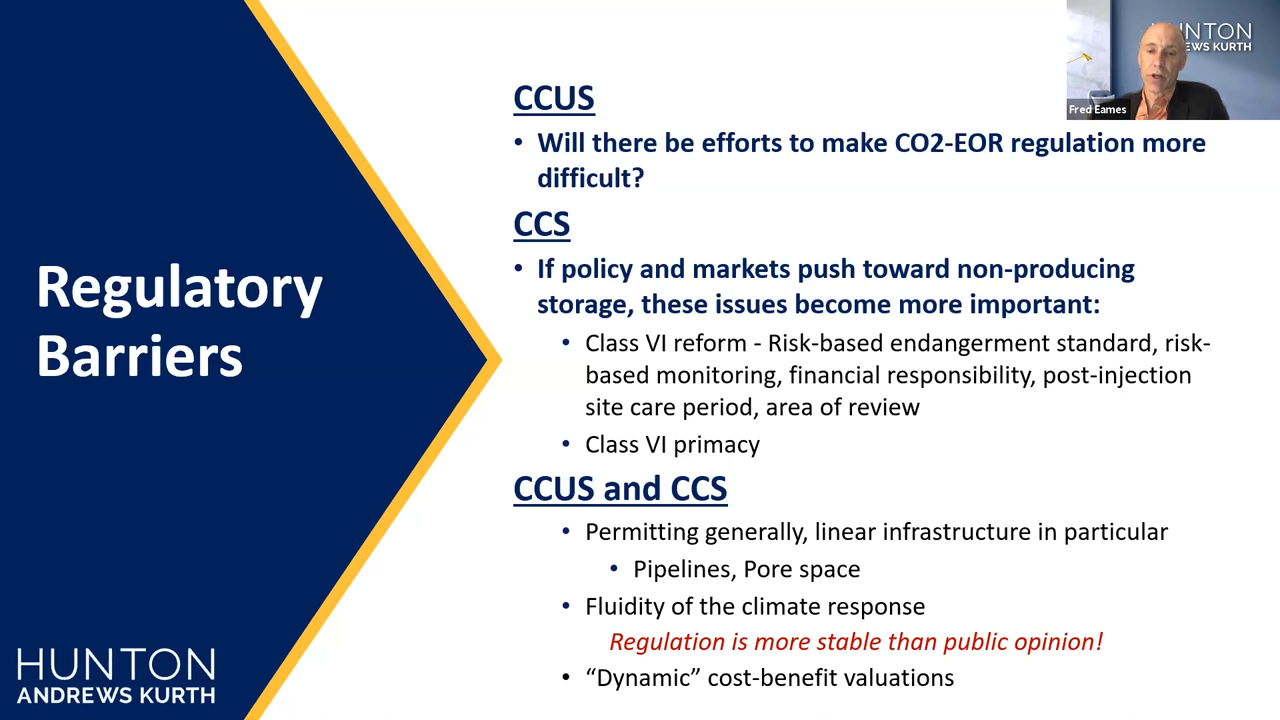 Regulatory
Barriers
CCUS
• Will there be efforts to make CO2-EOR regulation more
difficult?
CCS
• If policy and markets push toward non-producing
storage, these issues become more important:
• Class VI reform - Risk-based endangerment standard, risk-
based monitoring, financial responsibility, post-injection
site care period, area of review
• Class VI primacy
CCUS and CCS
• Permitting generally, linear infrastructure in particular
• Pipelines, Pore space
• Fluidity of the climate response
Regulation is more stable than public opinion!
• “Dynamic” cost-benefit valuations
HUNTON
ANDREWS KURTH
NTON
EWS KURTH
Fred Eames